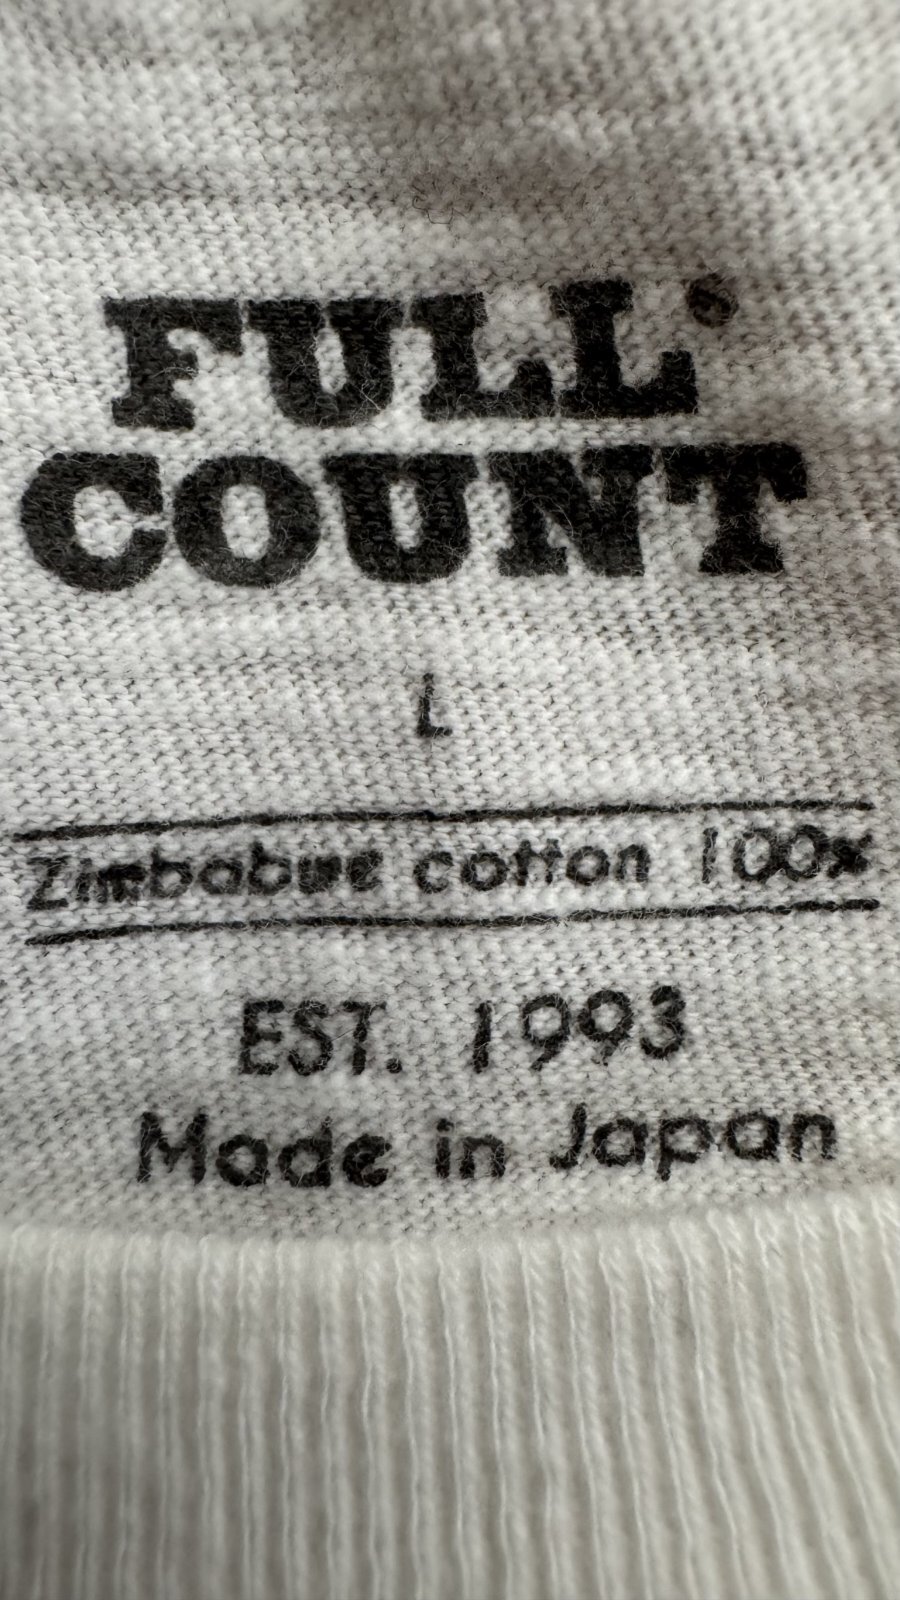 FULL®
COUNT
L
Zimbabwe cotton 100%
EST. 1993
Made in Japan